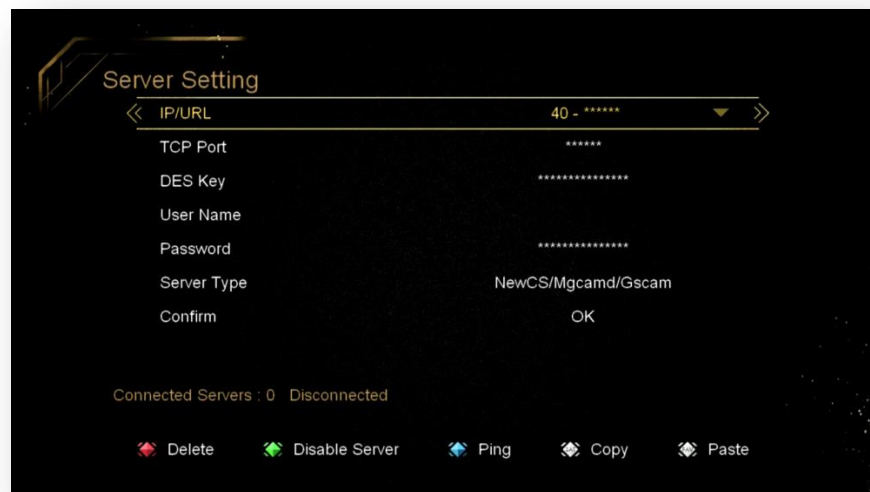 Server Setting
IP/URL 40 - ******
TCP Port ******
DES Key ***************
User Name
Password ***************
Server Type NewCS/Mgcamd/Gscam
Confirm OK
Connected Servers : 0 Disconnected
Delete Disable Server Ping Copy Paste